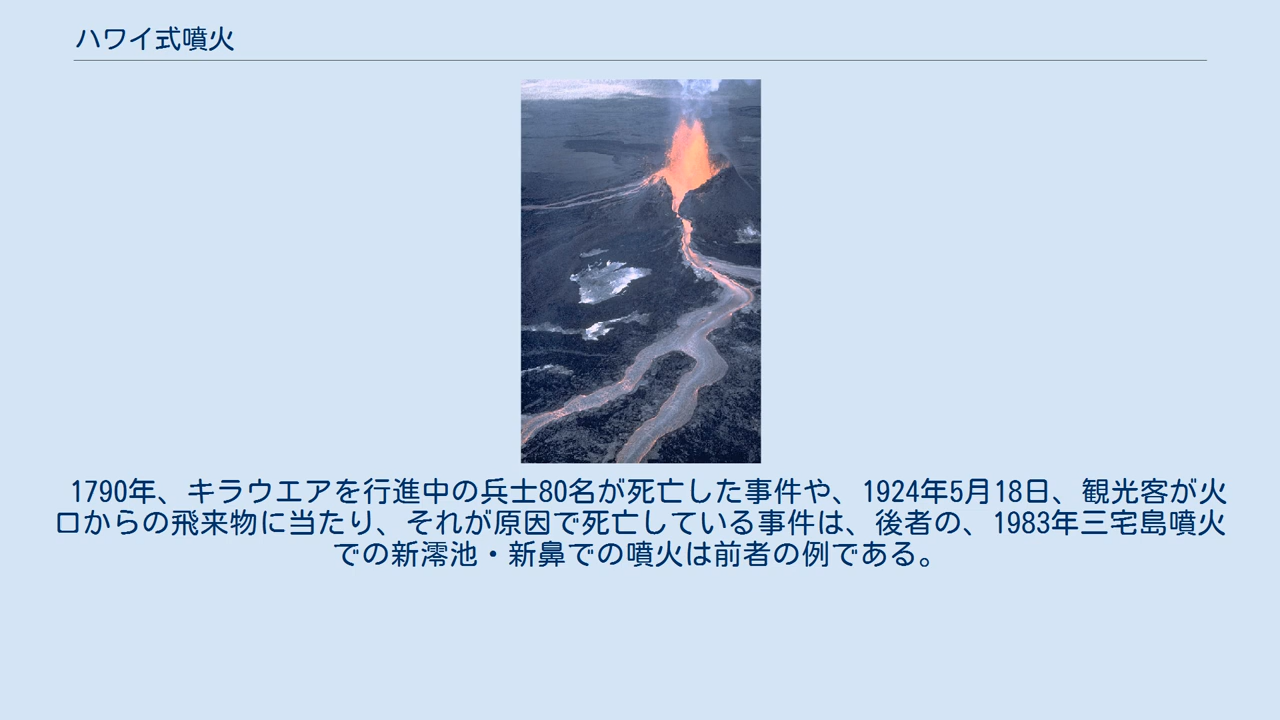 ハワイ式噴火
1790年、キラウエアを行進中の兵士80名が死亡した事件や、1924年5月18日、観光客が火
口からの飛来物に当たり、それが原因で死亡している事件は、後者の、1983年三宅島噴火
での新澪池・新鼻での噴火は前者の例である。